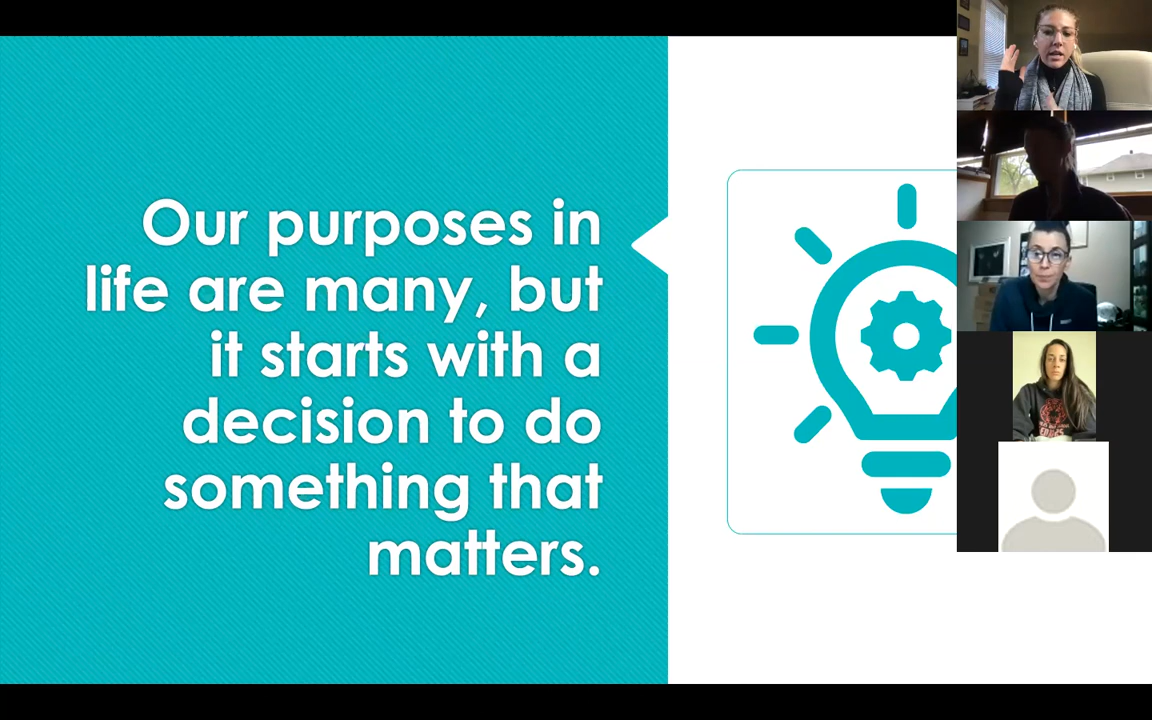 Our purposes in
life are many, but
it starts with a
decision to do
something that
matters.